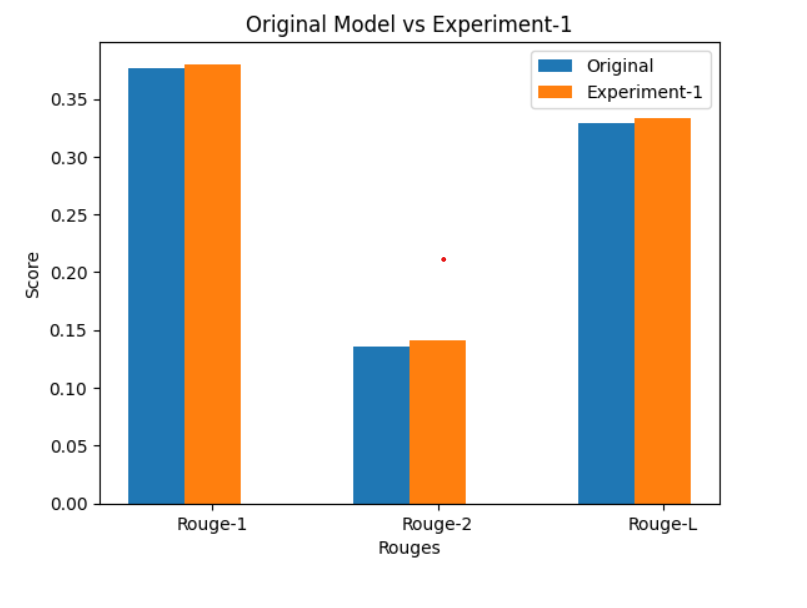 Original Model vs Experiment-1
Original
Experiment-1
0.35
0.30
0.25
0.20
0.15
0.10
0.05
0.00
Score
Rouge-1 Rouge-2 Rouge-L
Rouges